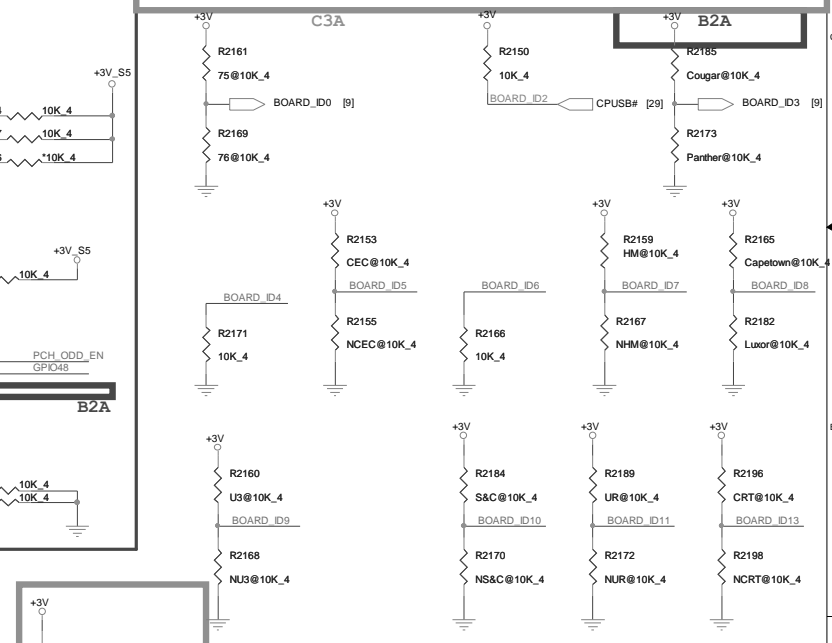 C3A
B2A
+3V
R2161
75@10K_4
BOARD_ID0 [9]
R2169
76@10K_4
+3V
R2150
10K_4
BOARD_ID2
CPUSB# [29]
+3V
R2185
Cougar@10K_4
BOARD_ID3 [9]
R2173
Panther@10K_4
+3V_S5
10K_4
10K_4
*10K_4
+3V_S5
10K_4
BOARD_ID4
R2171
10K_4
+3V
R2153
CEC@10K_4
BOARD_ID5
R2155
NCEC@10K_4
BOARD_ID6
R2166
10K_4
+3V
R2159
HM@10K_4
BOARD_ID7
R2167
NHM@10K_4
+3V
R2165
Capetown@10K_4
BOARD_ID8
R2182
Luxor@10K_4
PCH_ODD_EN
GPIO48
B2A
10K_4
10K_4
+3V
R2160
U3@10K_4
BOARD_ID9
R2168
NU3@10K_4
+3V
R2184
S&C@10K_4
BOARD_ID10
R2170
NS&C@10K_4
+3V
R2189
UR@10K_4
BOARD_ID11
R2172
NUR@10K_4
+3V
R2196
CRT@10K_4
BOARD_ID13
R2198
NCRT@10K_4
+3V